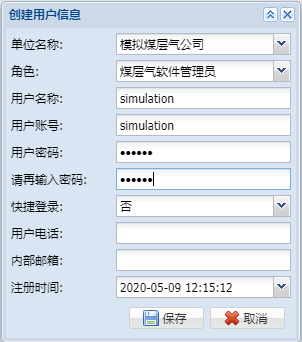 创建用户信息
单位名称: 模拟煤层气公司
角色: 煤层气软件管理员
用户名称: simulation
用户账号: simulation
用户密码: ••••••
请再输入密码: ••••••
快捷登录: 否
用户电话:
内部邮箱:
注册时间: 2020-05-09 12:15:12
保存 取消